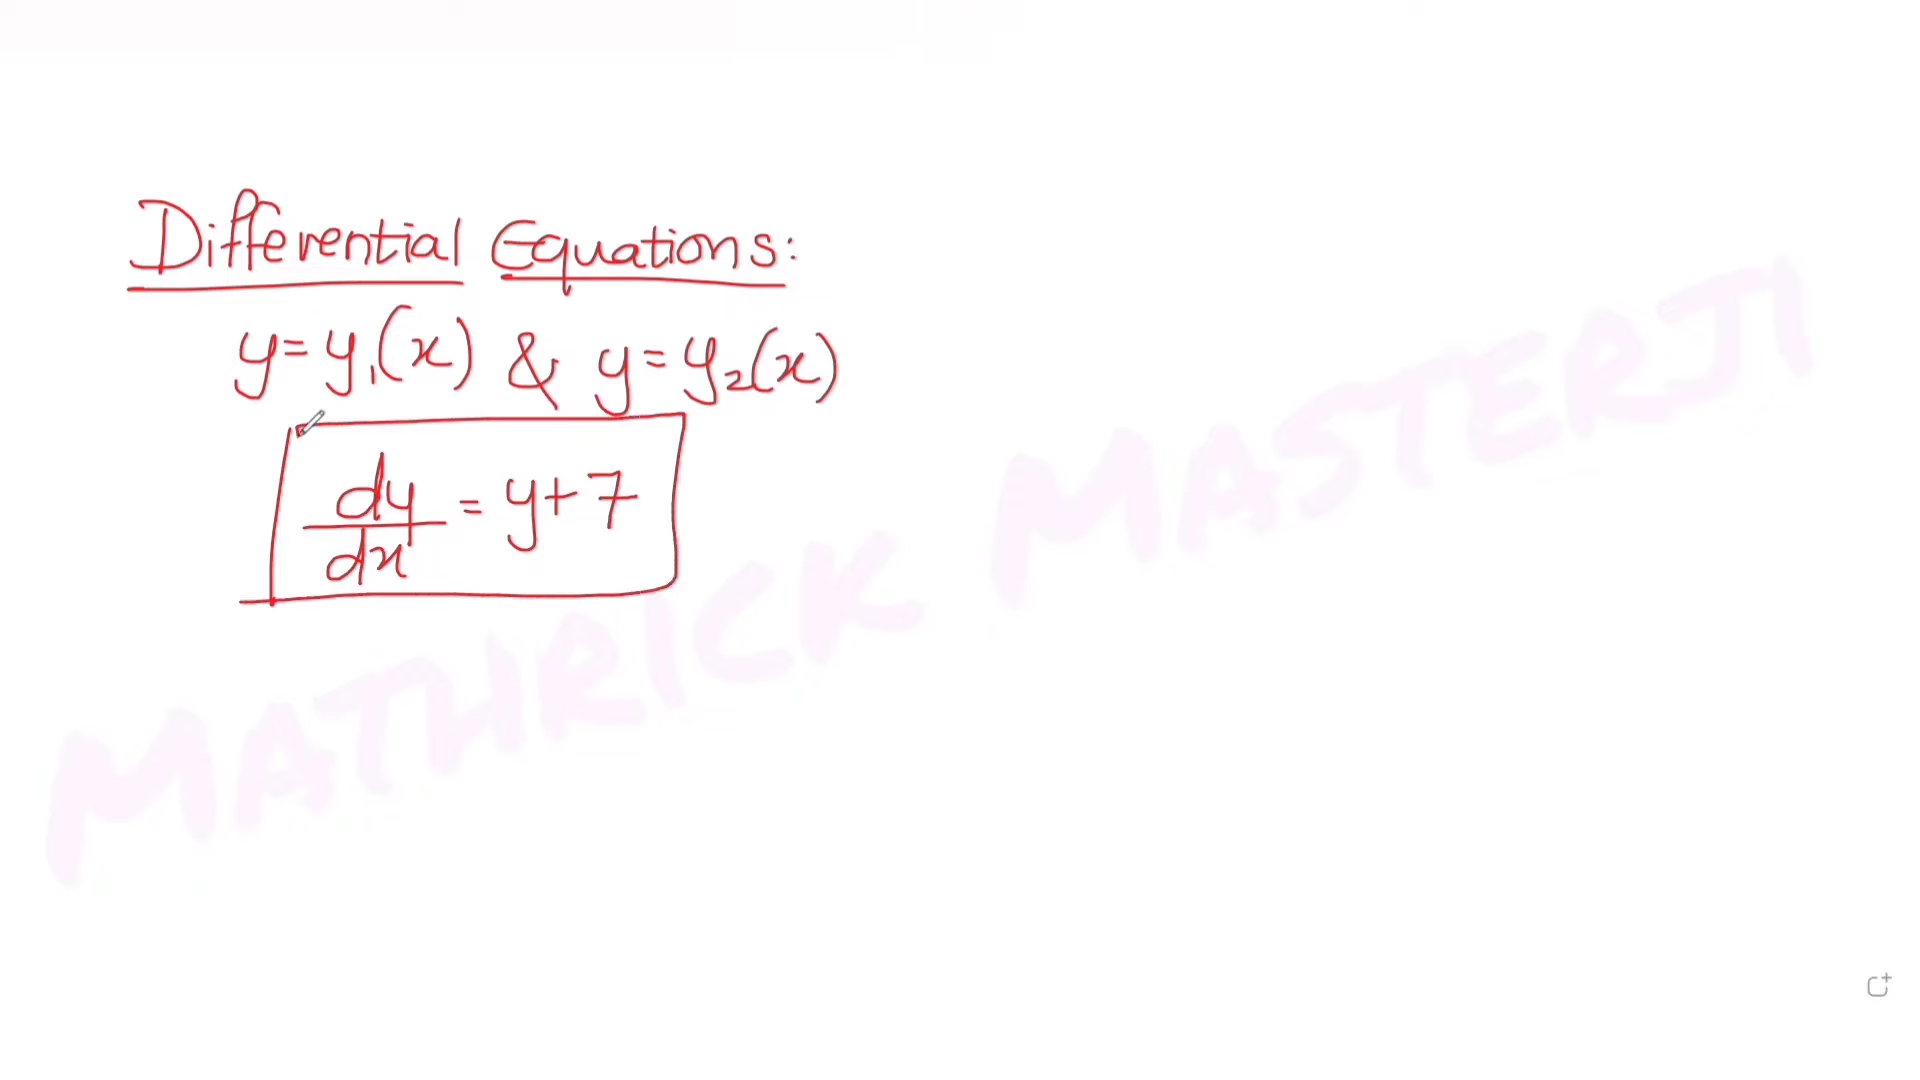 Differential Equations:
y = y₁(x) & y = y₂(x)
dy/dx = y + 7
MATHRICK MASTERJI